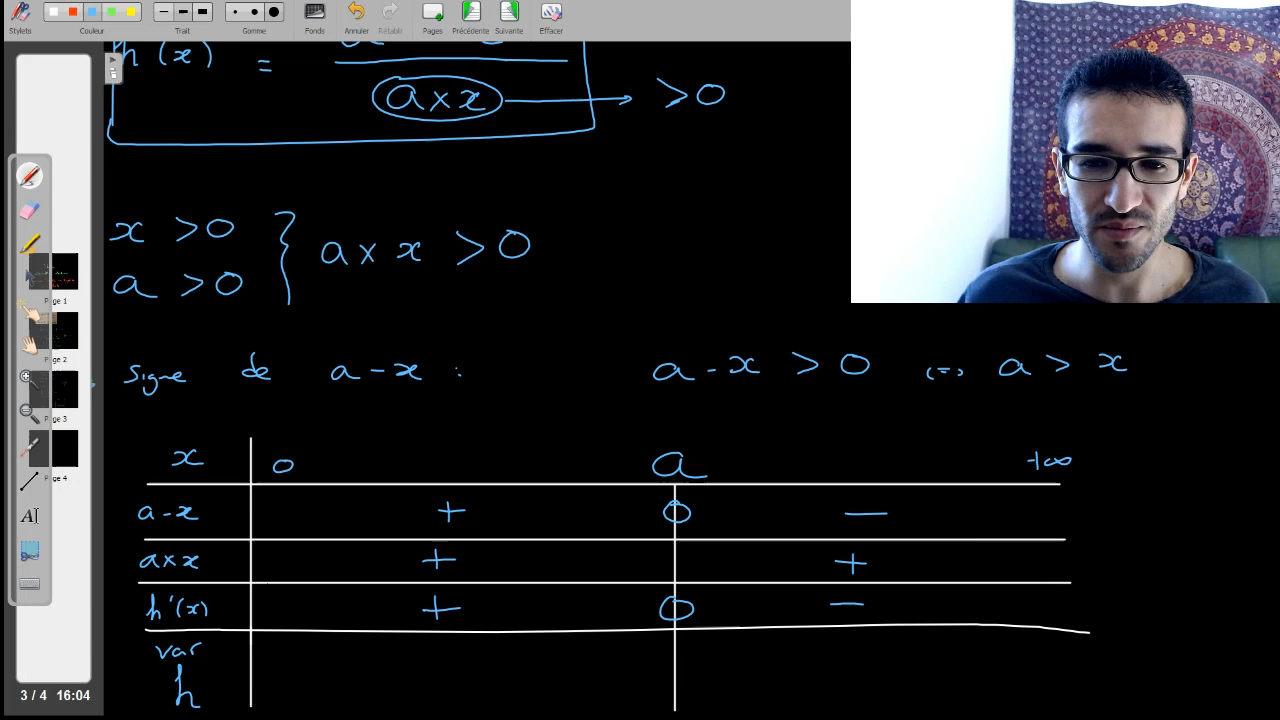 Stylets Couleur Trait Gomme Fonds Annuler Rétablir Pages Précédente Suivante Effacer
h'(x) =
a × x → > 0
x > 0
a > 0 } a × x > 0
Page 1
Page 2
Page 3
Page 4
signe de a - x : a - x > 0 (=) a > x
x 0 a +∞
a - x + 0 -
a × x + +
h'(x) + 0 -
var
h
3 / 4 16:04